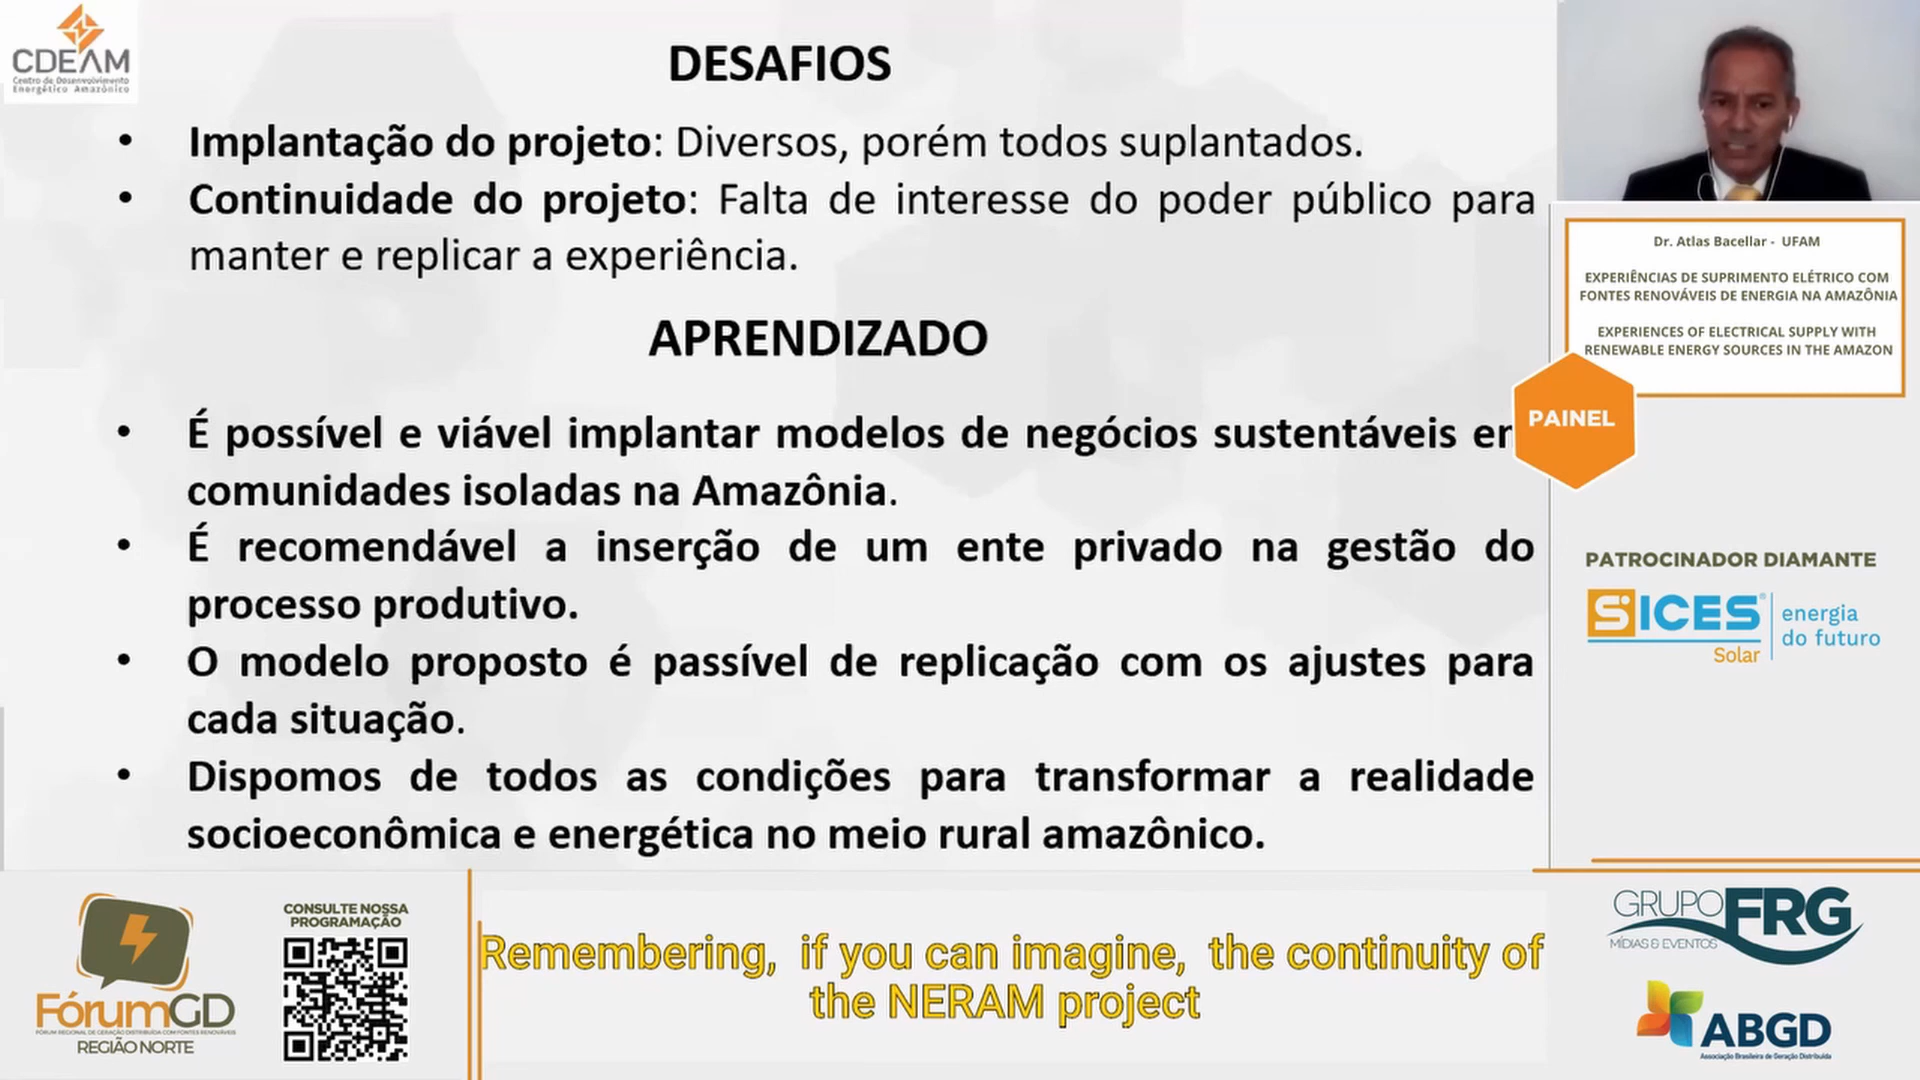 CDEAM
Centro de Desenvolvimento
Energético Amazônico
DESAFIOS
• Implantação do projeto: Diversos, porém todos suplantados.
• Continuidade do projeto: Falta de interesse do poder público para
manter e replicar a experiência.
APRENDIZADO
• É possível e viável implantar modelos de negócios sustentáveis em
comunidades isoladas na Amazônia.
• É recomendável a inserção de um ente privado na gestão do
processo produtivo.
• O modelo proposto é passível de replicação com os ajustes para
cada situação.
• Dispomos de todos as condições para transformar a realidade
socioeconômica e energética no meio rural amazônico.
Dr. Atlas Bacellar - UFAM
EXPERIÊNCIAS DE SUPRIMENTO ELÉTRICO COM
FONTES RENOVÁVEIS DE ENERGIA NA AMAZÔNIA
EXPERIENCES OF ELECTRICAL SUPPLY WITH
RENEWABLE ENERGY SOURCES IN THE AMAZON
PAINEL
PATROCINADOR DIAMANTE
SICES
Solar
energia
do futuro
FórumGD
FÓRUM REGIONAL DE GERAÇÃO DISTRIBUÍDA COM FONTES RENOVÁVEIS
REGIÃO NORTE
CONSULTE NOSSA
PROGRAMAÇÃO
Remembering, if you can imagine, the continuity of
the NERAM project
GRUPO FRG
MÍDIAS & EVENTOS
ABGD
Associação Brasileira de Geração Distribuída